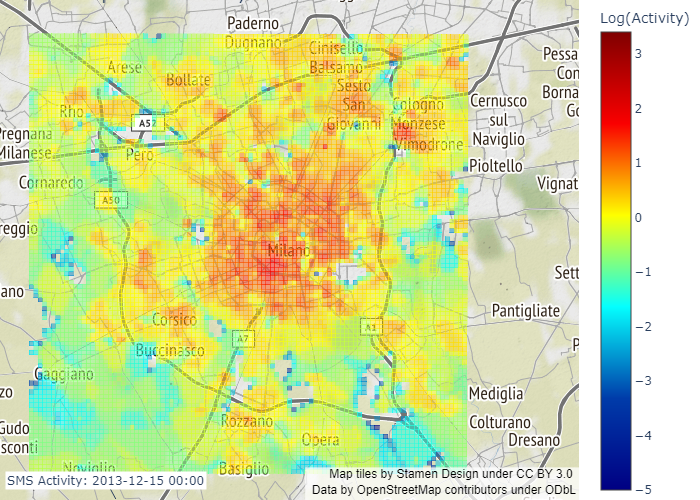 Log(Activity)
3
2
1
0
−1
−2
−3
−4
−5
Paderno
Dugnano
Cinisello
Balsamo
Sesto
San
Giovanni
Arese
Bollate
Rho
A52
Pero
Pregnana
Milanese
Cornaredo
A50
reggio
ano
Cologno
Monzese
Vimodrone
Cernusco
sul
Naviglio
Pioltello
Pessa
Con
Borna
Go
Vignat
Sett
Pantigliate
P
Milano
Corsico
A7
A1
Buccinasco
Gaggiano
zo
Gudo
sconti
Rozzano
Opera
Mediglia
Colturano
Dresano
Noviglio
Basiglio
SMS Activity: 2013-12-15 00:00
Map tiles by Stamen Design under CC BY 3.0
Data by OpenStreetMap contributors under ODbL